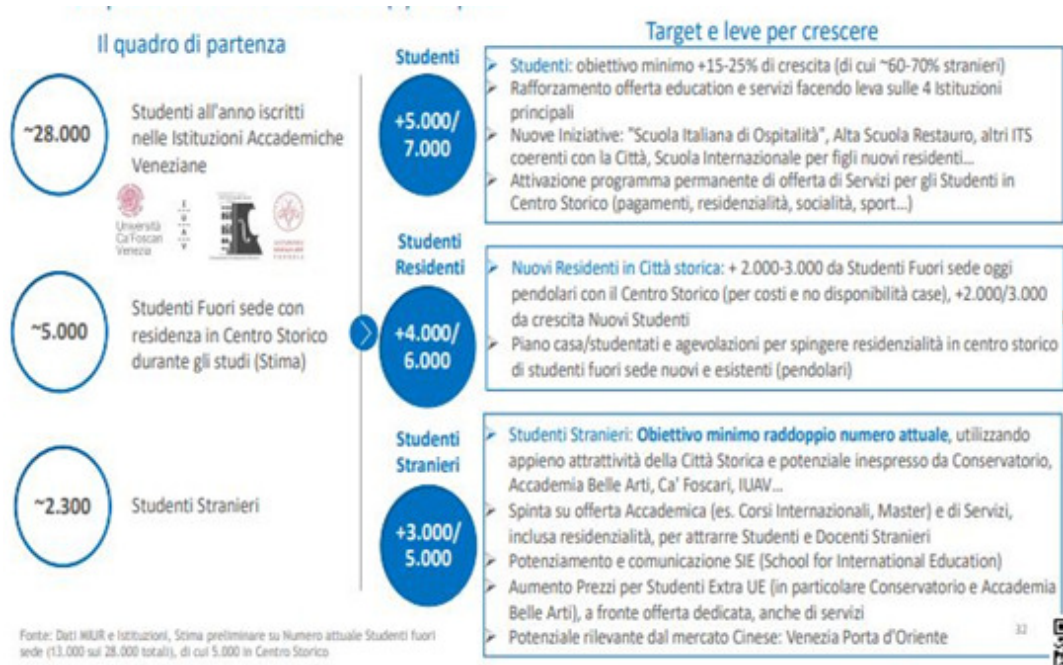 Il quadro di partenza
~28.000
Studenti all'anno iscritti
nelle Istituzioni Accademiche
Veneziane
Università
Ca'Foscari
Venezia
I
U
A
V
~5.000
Studenti Fuori sede con
residenza in Centro Storico
durante gli studi (Stima)
~2.300
Studenti Stranieri
Fonte: Dati MIUR e Istituzioni, Stima preliminare su Numero attuale Studenti fuori
sede (13.000 sul 28.000 totali), di cui 5.000 in Centro Storico
Studenti
+5.000/
7.000
Studenti
Residenti
+4.000/
6.000
Studenti
Stranieri
+3.000/
5.000
Target e leve per crescere
Studenti: obiettivo minimo +15-25% di crescita (di cui ~60-70% stranieri)
Rafforzamento offerta education e servizi facendo leva sulle 4 Istituzioni
principali
Nuove Iniziative: "Scuola Italiana di Ospitalità", Alta Scuola Restauro, altri ITS
coerenti con la Città, Scuola Internazionale per figli nuovi residenti...
Attivazione programma permanente di offerta di Servizi per gli Studenti in
Centro Storico (pagamenti, residenzialità, socialità, sport...)
Nuovi Residenti in Città storica: + 2.000-3.000 da Studenti Fuori sede oggi
pendolari con il Centro Storico (per costi e no disponibilità case), +2.000/3.000
da crescita Nuovi Studenti
Piano casa/studentati e agevolazioni per spingere residenzialità in centro storico
di studenti fuori sede nuovi e esistenti (pendolari)
Studenti Stranieri: Obiettivo minimo raddoppio numero attuale, utilizzando
appieno attrattività della Città Storica e potenziale inespresso da Conservatorio,
Accademia Belle Arti, Ca' Foscari, IUAV...
Spinta su offerta Accademica (es. Corsi Internazionali, Master) e di Servizi,
inclusa residenzialità, per attrarre Studenti e Docenti Stranieri
Potenziamento e comunicazione SIE (School for International Education)
Aumento Prezzi per Studenti Extra UE (in particolare Conservatorio e Accademia
Belle Arti), a fronte offerta dedicata, anche di servizi
Potenziale rilevante dal mercato Cinese: Venezia Porta d'Oriente
32